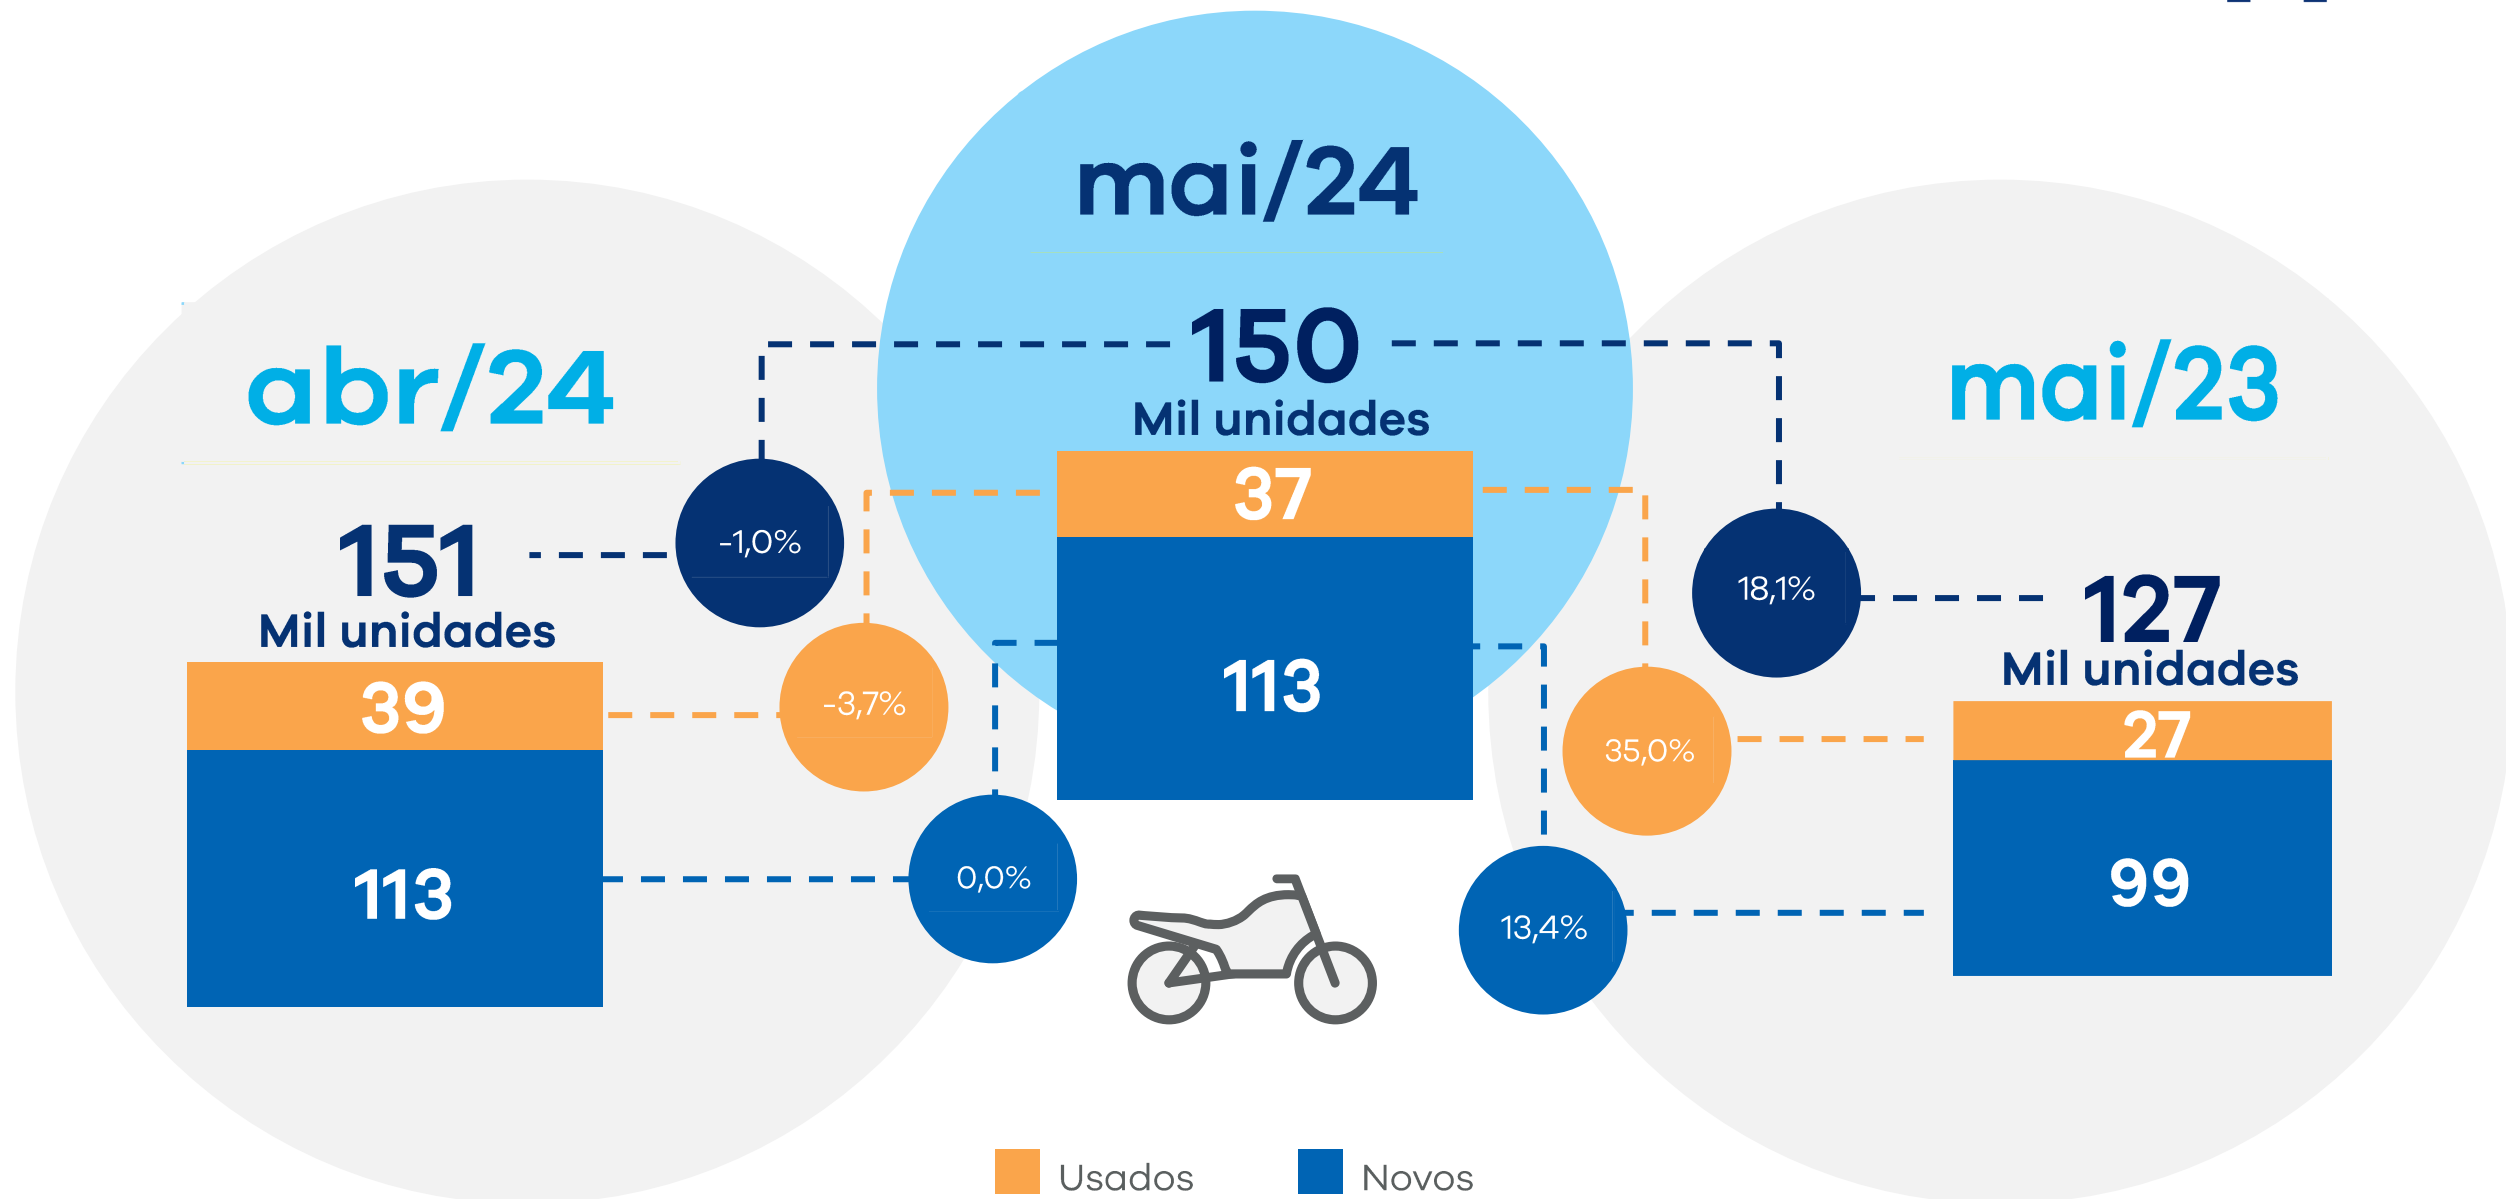 mai/24
150
Mil unidades
37
113
abr/24
151
Mil unidades
39
113
-1,0%
-3,7%
0,0%
mai/23
127
Mil unidades
27
99
18,1%
35,0%
13,4%
Usados
Novos